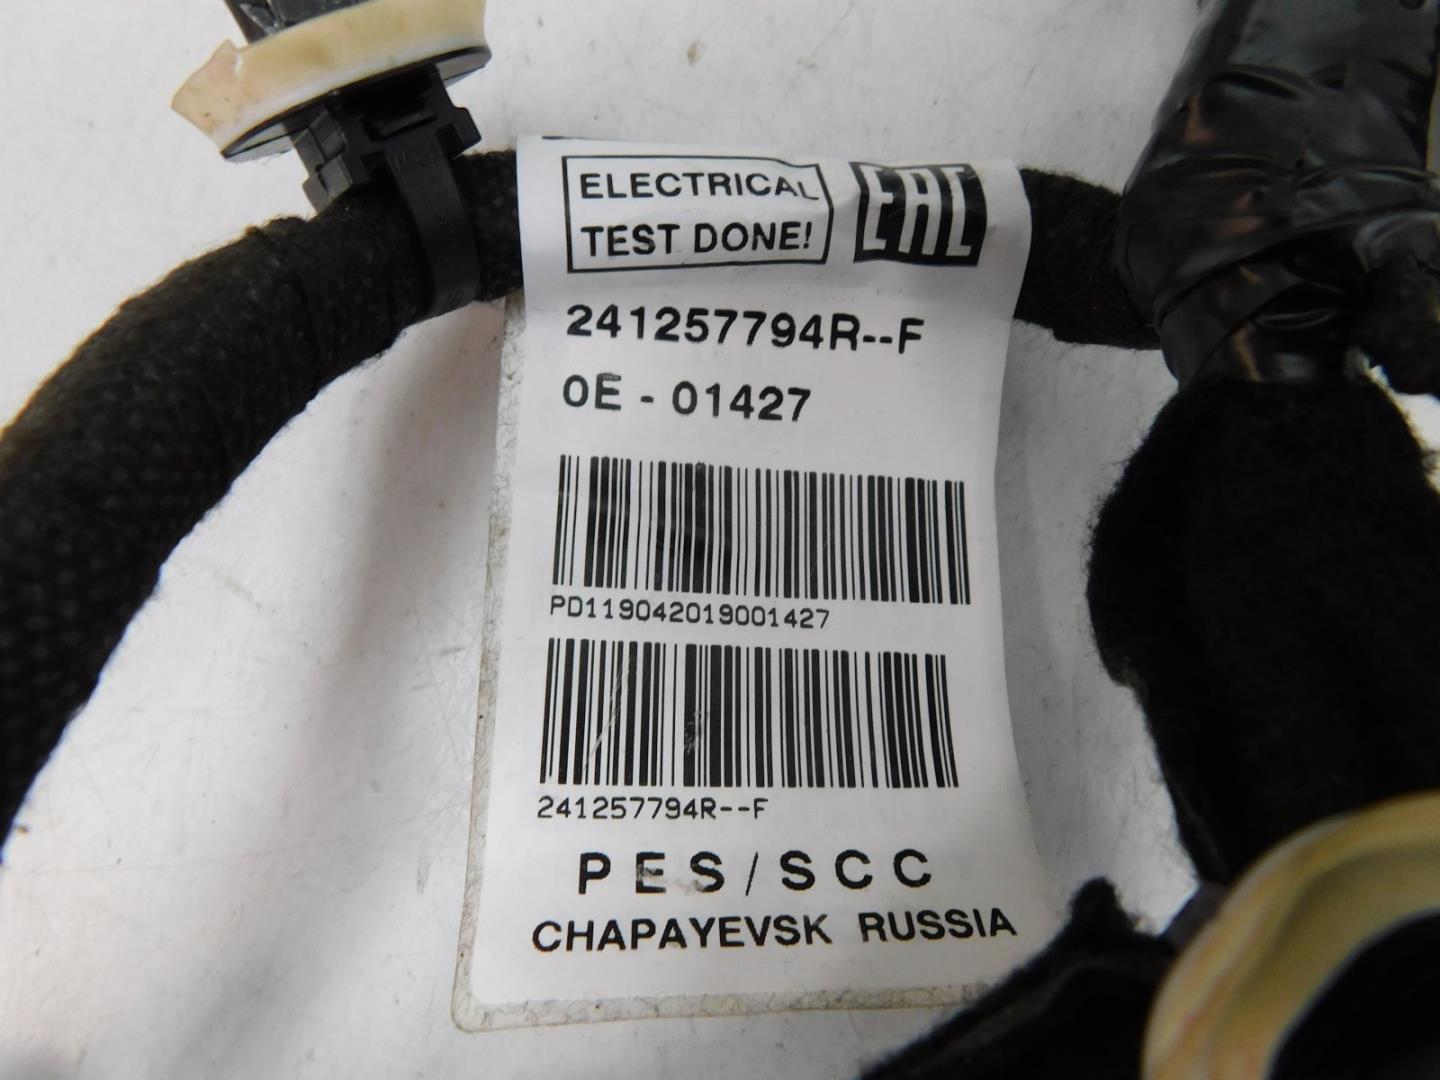 ELECTRICAL
TEST DONE!
EAC
241257794R--F
0E - 01427
PD119042019001427
241257794R--F
PES/SCC
CHAPAYEVSK RUSSIA